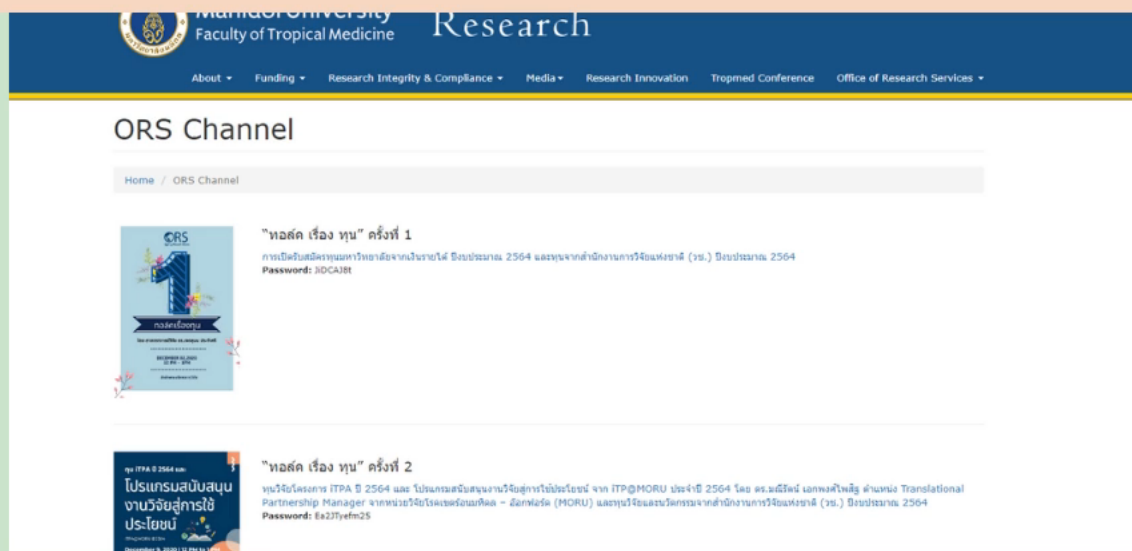 Mahidol University
Faculty of Tropical Medicine
Research
About
Funding
Research Integrity & Compliance
Media
Research Innovation
Tropmed Conference
Office of Research Services
ORS Channel
Home / ORS Channel
ORS
1
ทอล์คเรื่องทุน
"ทอล์ค เรื่อง ทุน" ครั้งที่ 1
การเปิดรับสมัครทุนมหาวิทยาลัยจากเงินรายได้ ปีงบประมาณ 2564 และทุนจากสำนักงานการวิจัยแห่งชาติ (วช.) ปีงบประมาณ 2564
Password: JiDCAJ8t
ทุน iTPA ปี 2564 และ
โปรแกรมสนับสนุน
งานวิจัยสู่การใช้
ประโยชน์
December 9, 2020 | 12 PM to 1 PM
"ทอล์ค เรื่อง ทุน" ครั้งที่ 2
ทุนวิจัยโครงการ iTPA ปี 2564 และ โปรแกรมสนับสนุนงานวิจัยสู่การใช้ประโยชน์ จาก iTP@MORU ประจำปี 2564 โดย ดร.มณีรัตน์ เอกพงศ์ไพสิฐ ตำแหน่ง Translational
Partnership Manager จากหน่วยวิจัยโรคเขตร้อนมหิดล – อ๊อกฟอร์ด (MORU) และทุนวิจัยและนวัตกรรมจากสำนักงานการวิจัยแห่งชาติ (วช.) ปีงบประมาณ 2564
Password: Ea2JTyefm25